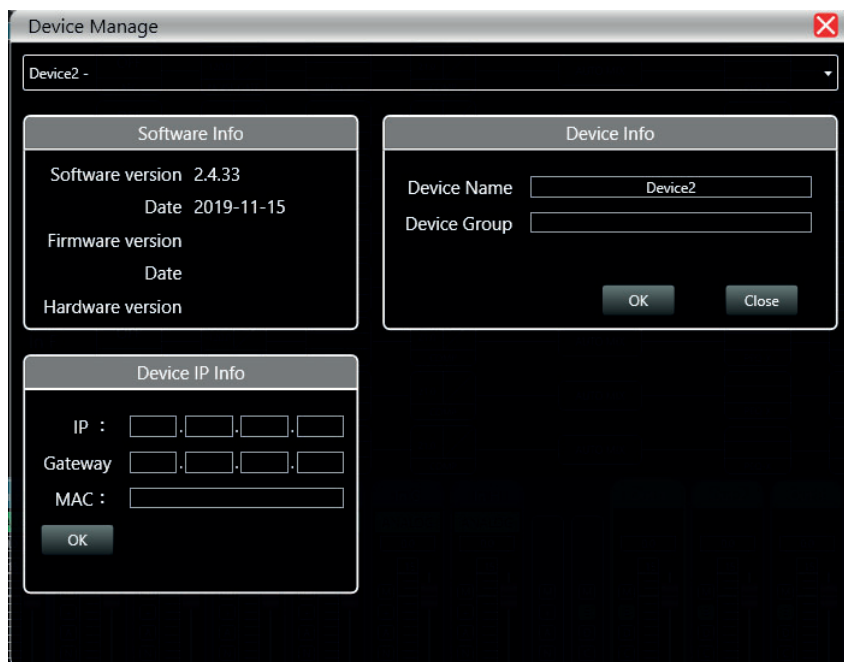 Device Manage
Device2 -
Software Info
Software version 2.4.33
Date 2019-11-15
Firmware version
Date
Hardware version
Device Info
Device Name Device2
Device Group
OK Close
Device IP Info
IP : . . .
Gateway . . .
MAC :
OK